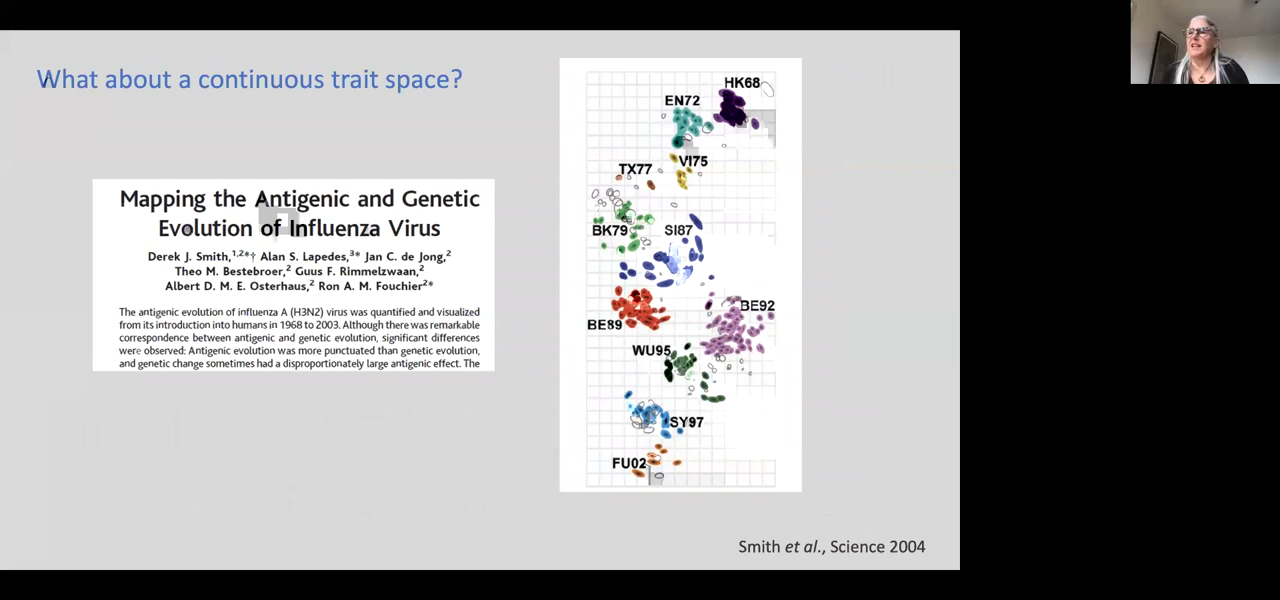 What about a continuous trait space?
Mapping the Antigenic and Genetic
Evolution of Influenza Virus
Derek J. Smith,1,2*† Alan S. Lapedes,3* Jan C. de Jong,2
Theo M. Bestebroer,2 Guus F. Rimmelzwaan,2
Albert D. M. E. Osterhaus,2 Ron A. M. Fouchier2*
The antigenic evolution of influenza A (H3N2) virus was quantified and visualized
from its introduction into humans in 1968 to 2003. Although there was remarkable
correspondence between antigenic and genetic evolution, significant differences
were observed: Antigenic evolution was more punctuated than genetic evolution,
and genetic change sometimes had a disproportionately large antigenic effect. The
HK68
EN72
VI75
TX77
BK79
SI87
BE92
BE89
WU95
SY97
FU02
Smith et al., Science 2004